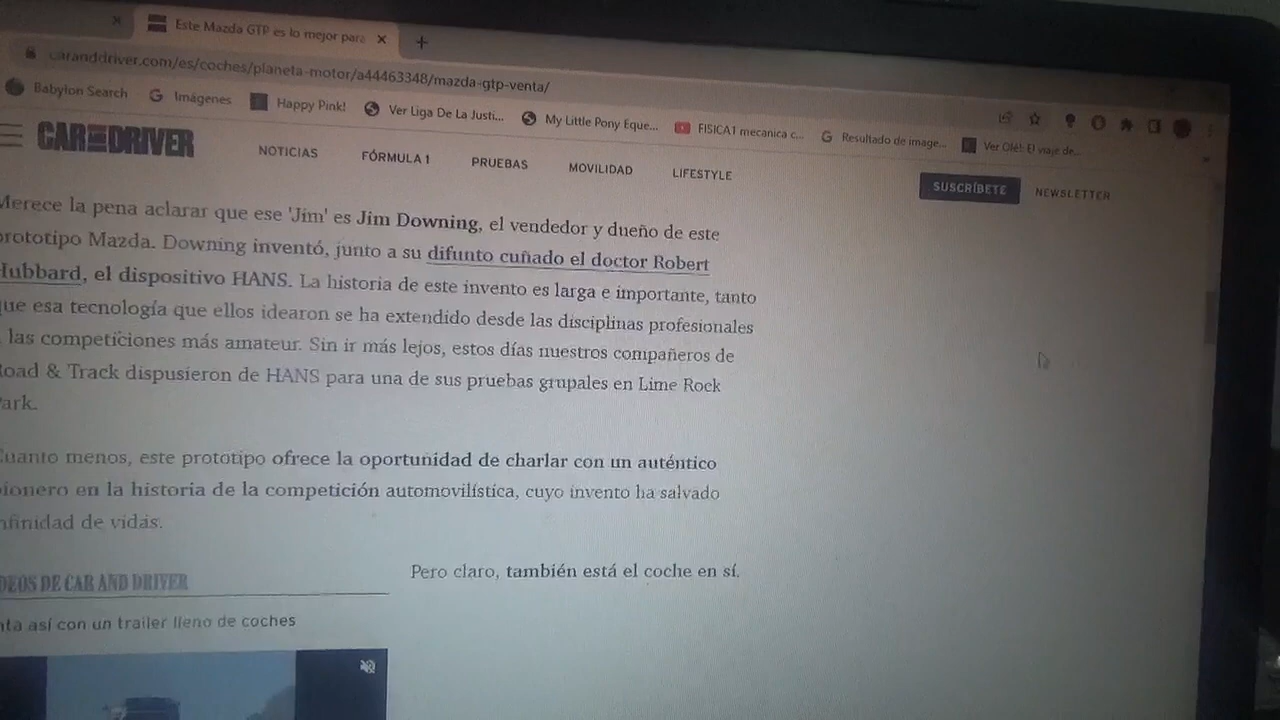 Este Mazda GTP es lo mejor para
caranddriver.com/es/coches/planeta-motor/a44463348/mazda-gtp-venta/
Babylon Search
Imágenes
Happy Pink!
Ver Liga De La Justi...
My Little Pony Eque...
FISICA1 mecanica c...
Resultado de image...
Ver Olé!: El viaje de...
CAR AND DRIVER
NOTICIAS
FÓRMULA 1
PRUEBAS
MOVILIDAD
LIFESTYLE
SUSCRÍBETE
NEWSLETTER
Merece la pena aclarar que ese 'Jim' es Jim Downing, el vendedor y dueño de este
prototipo Mazda. Downing inventó, junto a su difunto cuñado el doctor Robert
Hubbard, el dispositivo HANS. La historia de este invento es larga e importante, tanto
que esa tecnología que ellos idearon se ha extendido desde las disciplinas profesionales
las competiciones más amateur. Sin ir más lejos, estos días nuestros compañeros de
Road & Track dispusieron de HANS para una de sus pruebas grupales en Lime Rock
Park.
Cuanto menos, este prototipo ofrece la oportunidad de charlar con un auténtico
pionero en la historia de la competición automovilística, cuyo invento ha salvado
infinidad de vidas.
Pero claro, también está el coche en sí.
DEOS DE CAR AND DRIVER
nta así con un trailer lleno de coches